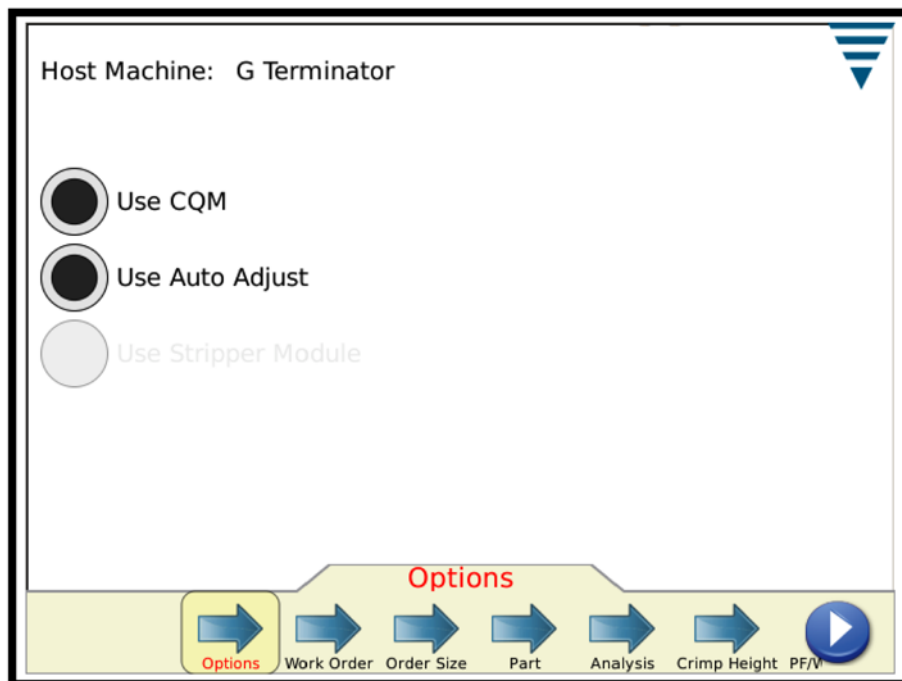 Host Machine: G Terminator
Use CQM
Use Auto Adjust
Use Stripper Module
Options
Options Work Order Order Size Part Analysis Crimp Height